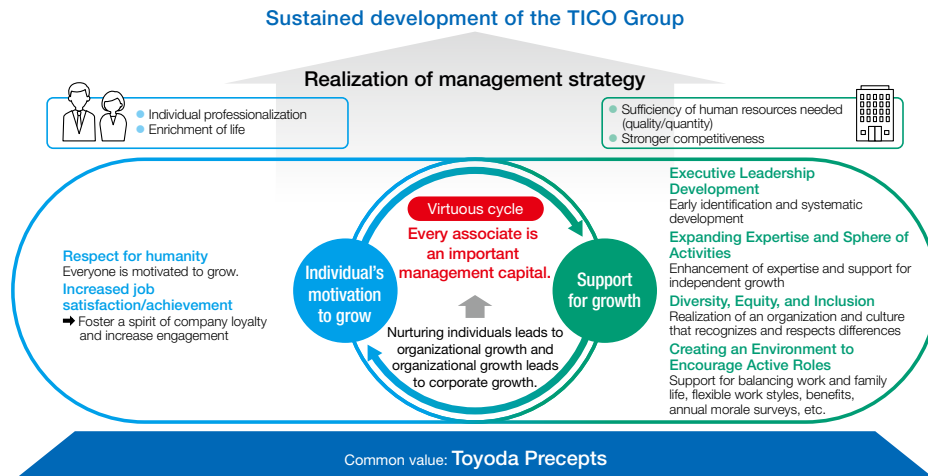 Sustained development of the TICO Group
Realization of management strategy
● Individual professionalization
● Enrichment of life
● Sufficiency of human resources needed
(quality/quantity)
● Stronger competitiveness
Respect for humanity
Everyone is motivated to grow.
Increased job
satisfaction/achievement
➡ Foster a spirit of company loyalty
and increase engagement
Individual's
motivation
to grow
Virtuous cycle
Every associate is
an important
management capital.
Nurturing individuals leads to
organizational growth and
organizational growth leads
to corporate growth.
Support
for growth
Executive Leadership
Development
Early identification and systematic
development
Expanding Expertise and Sphere of
Activities
Enhancement of expertise and support for
independent growth
Diversity, Equity, and Inclusion
Realization of an organization and culture
that recognizes and respects differences
Creating an Environment to
Encourage Active Roles
Support for balancing work and family
life, flexible work styles, benefits,
annual morale surveys, etc.
Common value: Toyoda Precepts